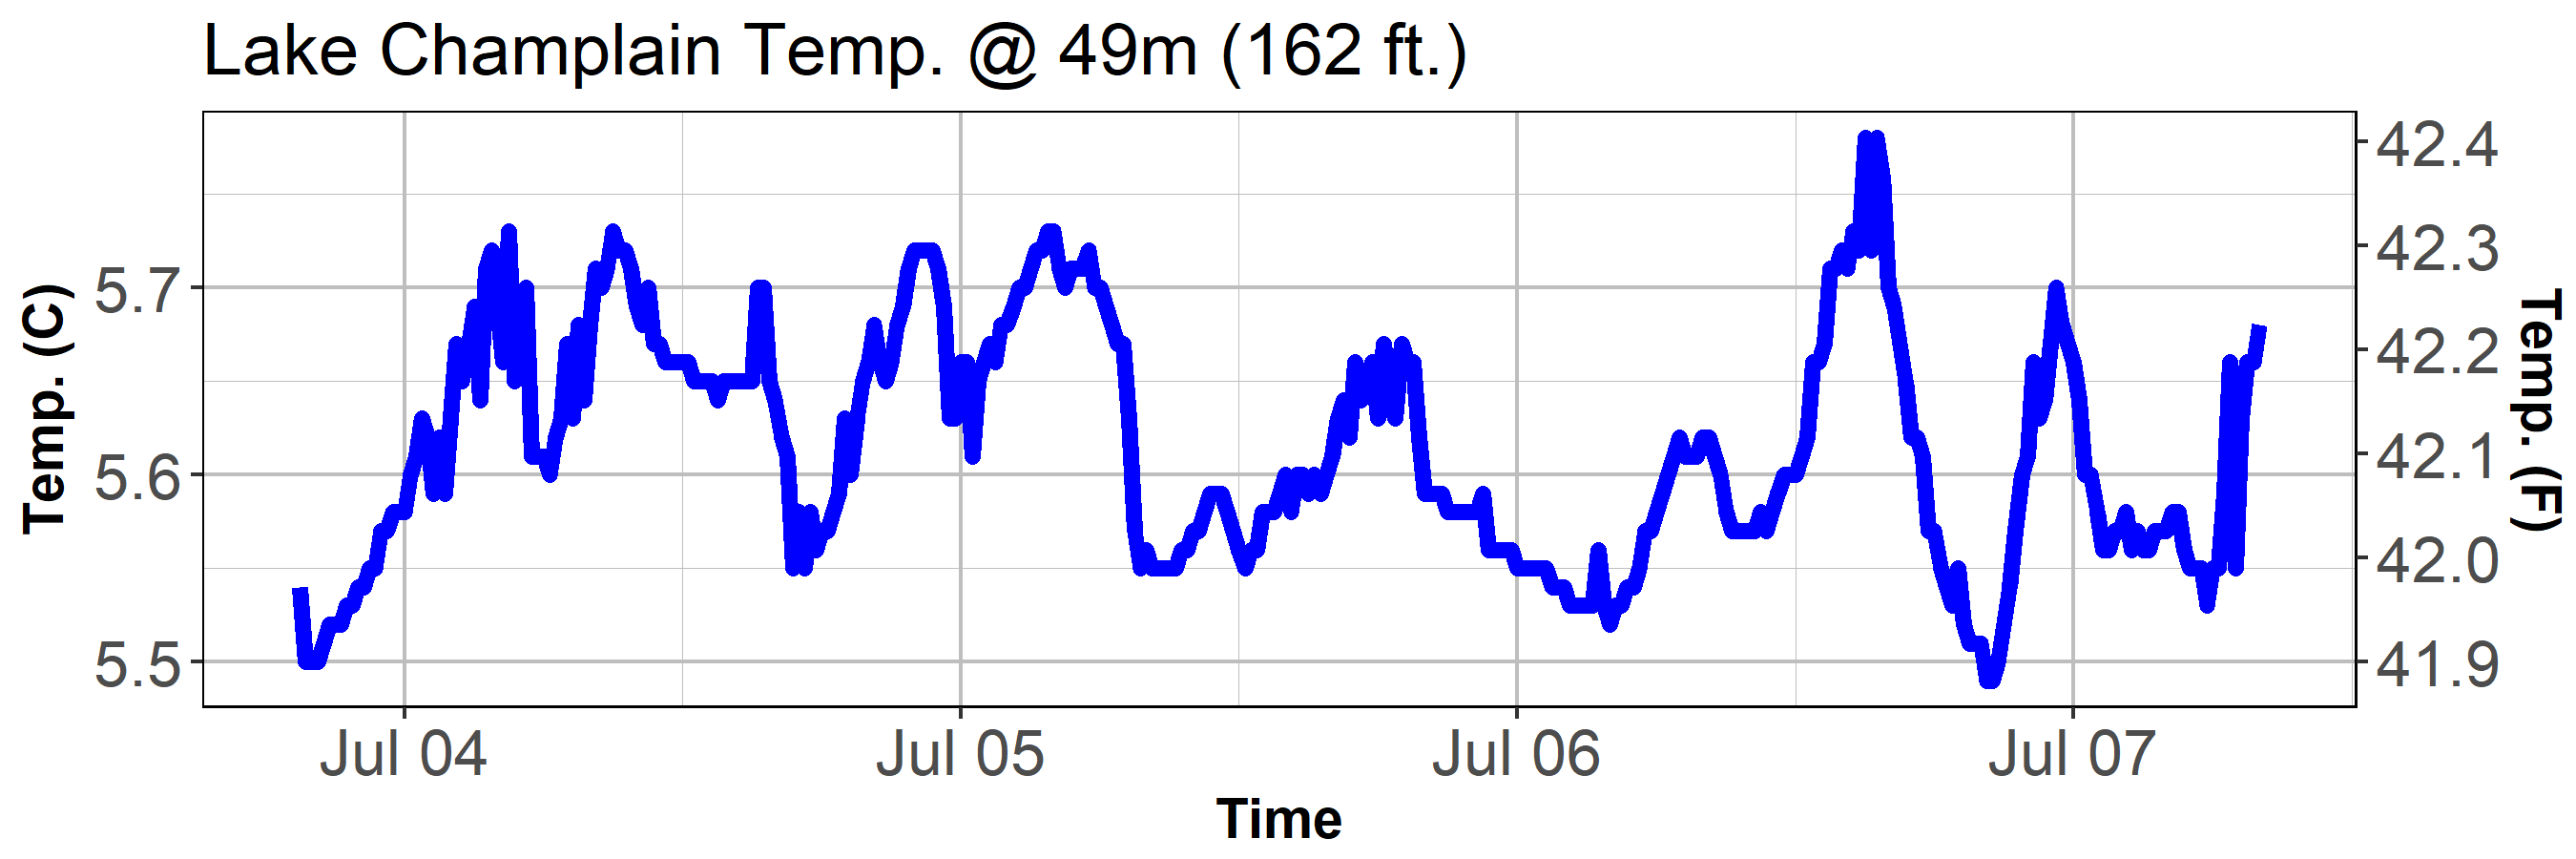 Lake Champlain Temp. @ 49m (162 ft.)
Temp. (C)
5.7
5.6
5.5
42.4
42.3
42.2
42.1
42.0
41.9
Temp. (F)
Jul 04 Jul 05 Jul 06 Jul 07
Time